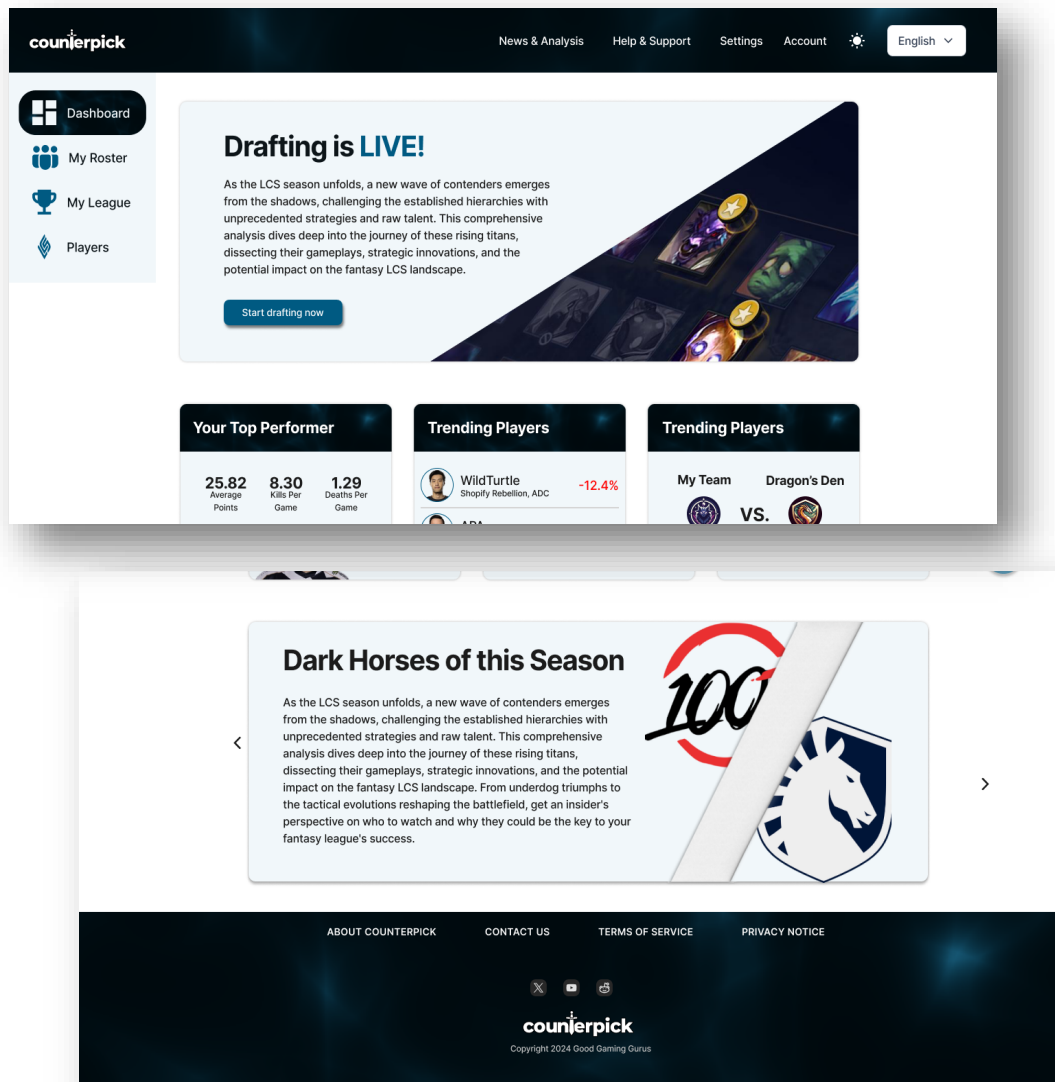 counterpick
News & Analysis
Help & Support
Settings
Account
English
Dashboard
My Roster
My League
Players
Drafting is LIVE!
As the LCS season unfolds, a new wave of contenders emerges
from the shadows, challenging the established hierarchies with
unprecedented strategies and raw talent. This comprehensive
analysis dives deep into the journey of these rising titans,
dissecting their gameplays, strategic innovations, and the
potential impact on the fantasy LCS landscape.
Start drafting now
Your Top Performer
25.82
Average
Points
8.30
Kills Per
Game
1.29
Deaths Per
Game
Trending Players
WildTurtle
Shopify Rebellion, ADC
-12.4%
Trending Players
My Team
Dragon's Den
VS.
Dark Horses of this Season
As the LCS season unfolds, a new wave of contenders emerges
from the shadows, challenging the established hierarchies with
unprecedented strategies and raw talent. This comprehensive
analysis dives deep into the journey of these rising titans,
dissecting their gameplays, strategic innovations, and the potential
impact on the fantasy LCS landscape. From underdog triumphs to
the tactical evolutions reshaping the battlefield, get an insider's
perspective on who to watch and why they could be the key to your
fantasy league's success.
100
ABOUT COUNTERPICK
CONTACT US
TERMS OF SERVICE
PRIVACY NOTICE
counterpick
Copyright 2024 Good Gaming Gurus